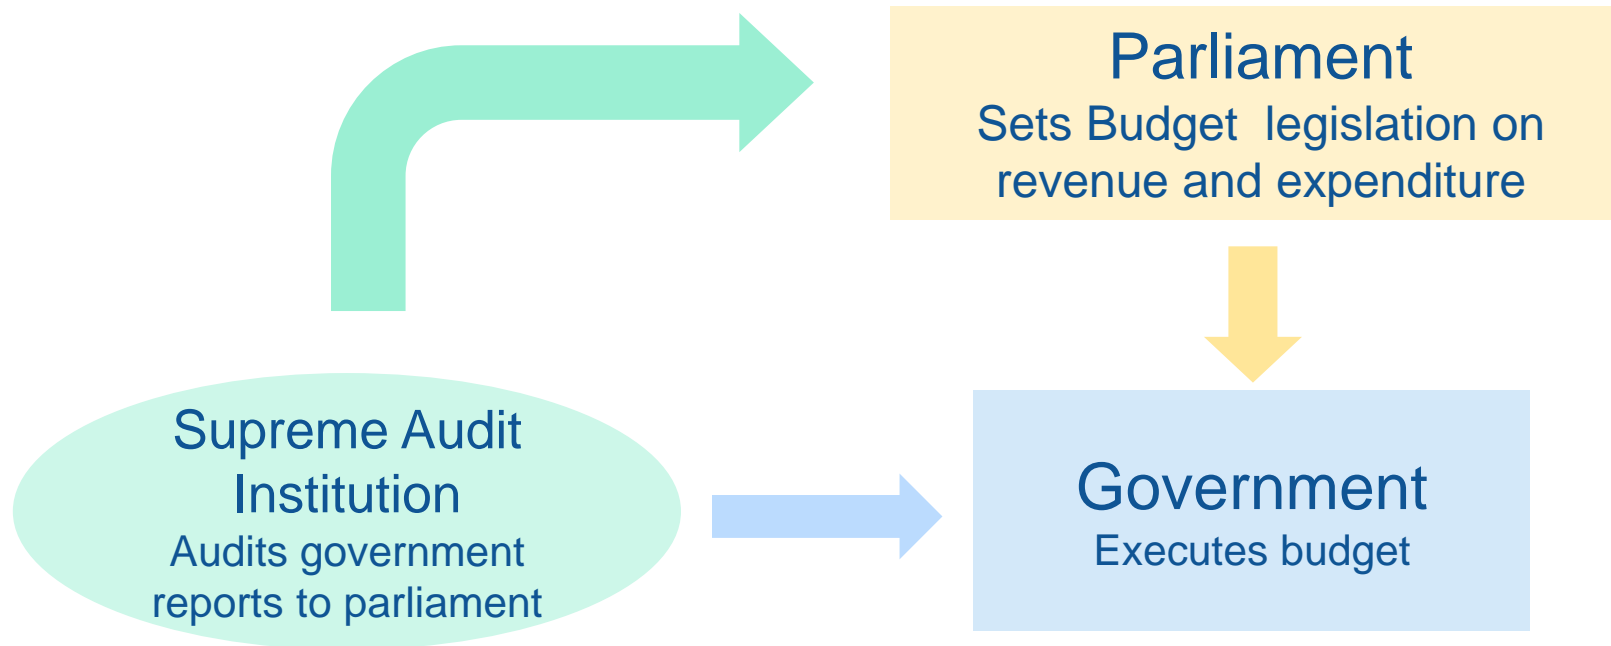 Parliament
Sets Budget legislation on
revenue and expenditure
Supreme Audit
Institution
Audits government
reports to parliament
Government
Executes budget